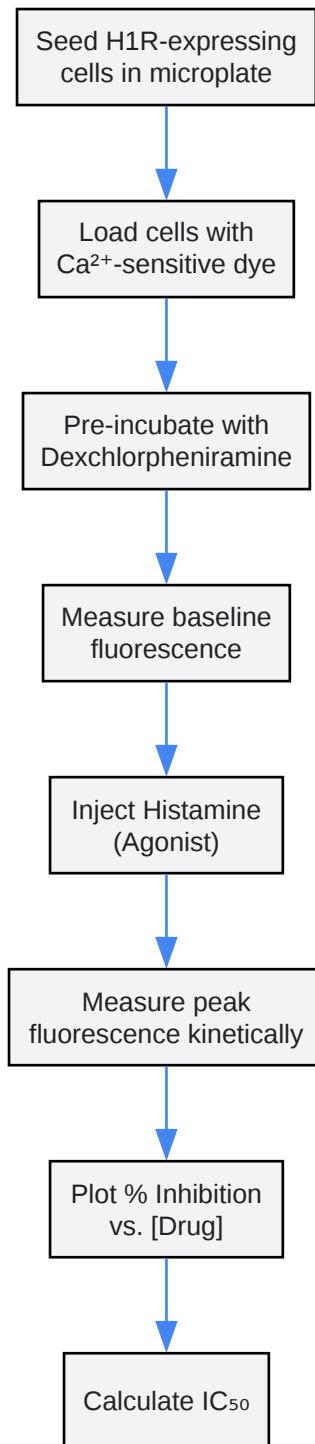 Seed H1R-expressing
cells in microplate
Load cells with
Ca²⁺-sensitive dye
Pre-incubate with
Dexchlorpheniramine
Measure baseline
fluorescence
Inject Histamine
(Agonist)
Measure peak
fluorescence kinetically
Plot % Inhibition
vs. [Drug]
Calculate IC₅₀